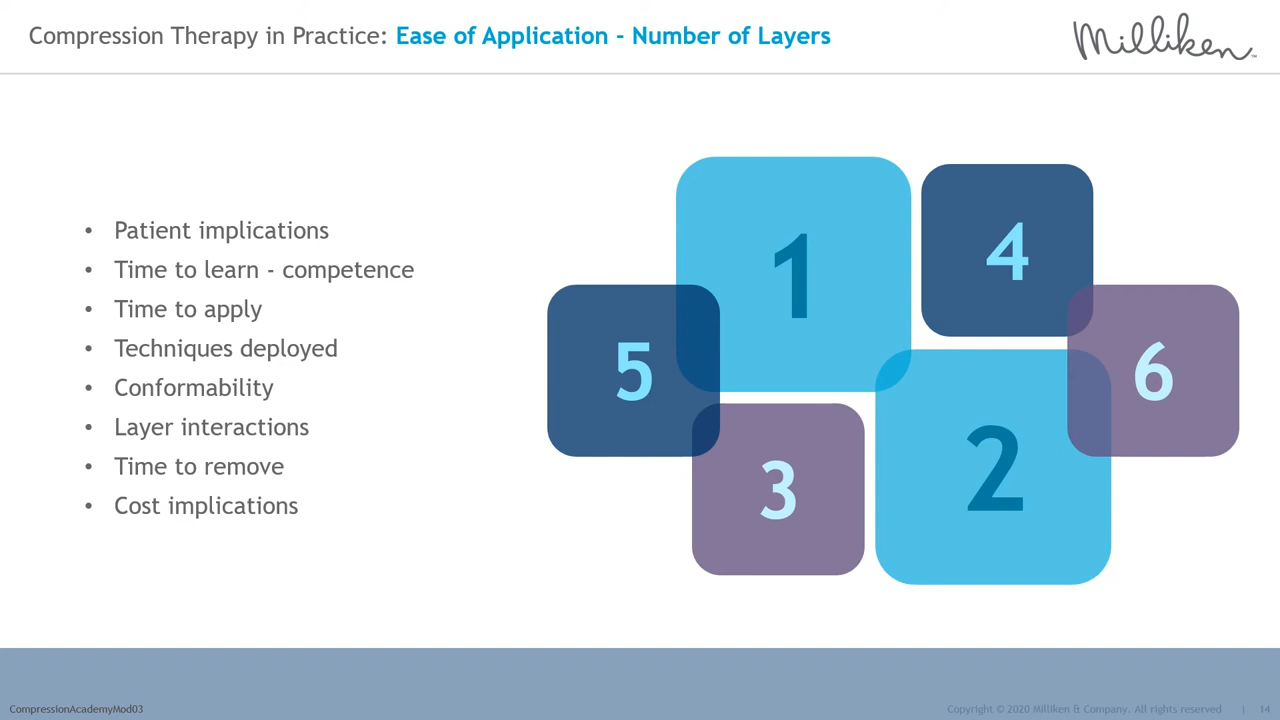 Compression Therapy in Practice: Ease of Application - Number of Layers
Milliken™
• Patient implications
• Time to learn - competence
• Time to apply
• Techniques deployed
• Conformability
• Layer interactions
• Time to remove
• Cost implications
1
4
5
6
3
2
CompressionAcademyMod03
Copyright © 2020 Milliken & Company. All rights reserved | 14